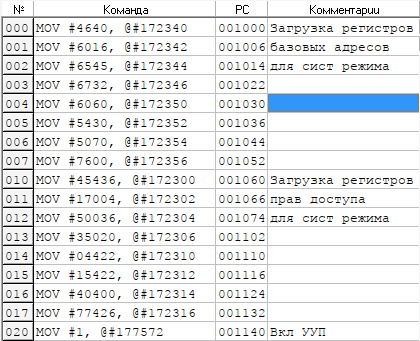 № Команда PC Комментарии
000 MOV #4640, @#172340 001000 Загрузка регистров
001 MOV #6016, @#172342 001006 базовых адресов
002 MOV #6545, @#172344 001014 для сист режима
003 MOV #6732, @#172346 001022
004 MOV #6060, @#172350 001030
005 MOV #5430, @#172352 001036
006 MOV #5070, @#172354 001044
007 MOV #7600, @#172356 001052
010 MOV #45436, @#172300 001060 Загрузка регистров
011 MOV #17004, @#172302 001066 прав доступа
012 MOV #50036, @#172304 001074 для сист режима
013 MOV #35020, @#172306 001102
014 MOV #04422, @#172310 001110
015 MOV #15422, @#172312 001116
016 MOV #40400, @#172314 001124
017 MOV #77426, @#172316 001132
020 MOV #1, @#177572 001140 Вкл УУП